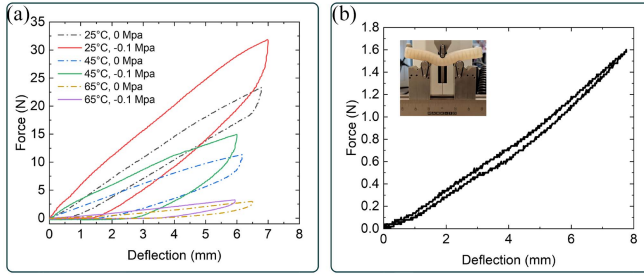 (a)
25°C, 0 Mpa
25°C, -0.1 Mpa
45°C, 0 Mpa
45°C, -0.1 Mpa
65°C, 0 Mpa
65°C, -0.1 Mpa
35
30
25
20
15
10
5
0
Force (N)
0 1 2 3 4 5 6 7 8
Deflection (mm)
(b)
1.8
1.6
1.4
1.2
1.0
0.8
0.6
0.4
0.2
0.0
Force (N)
0 2 4 6 8
Deflection (mm)